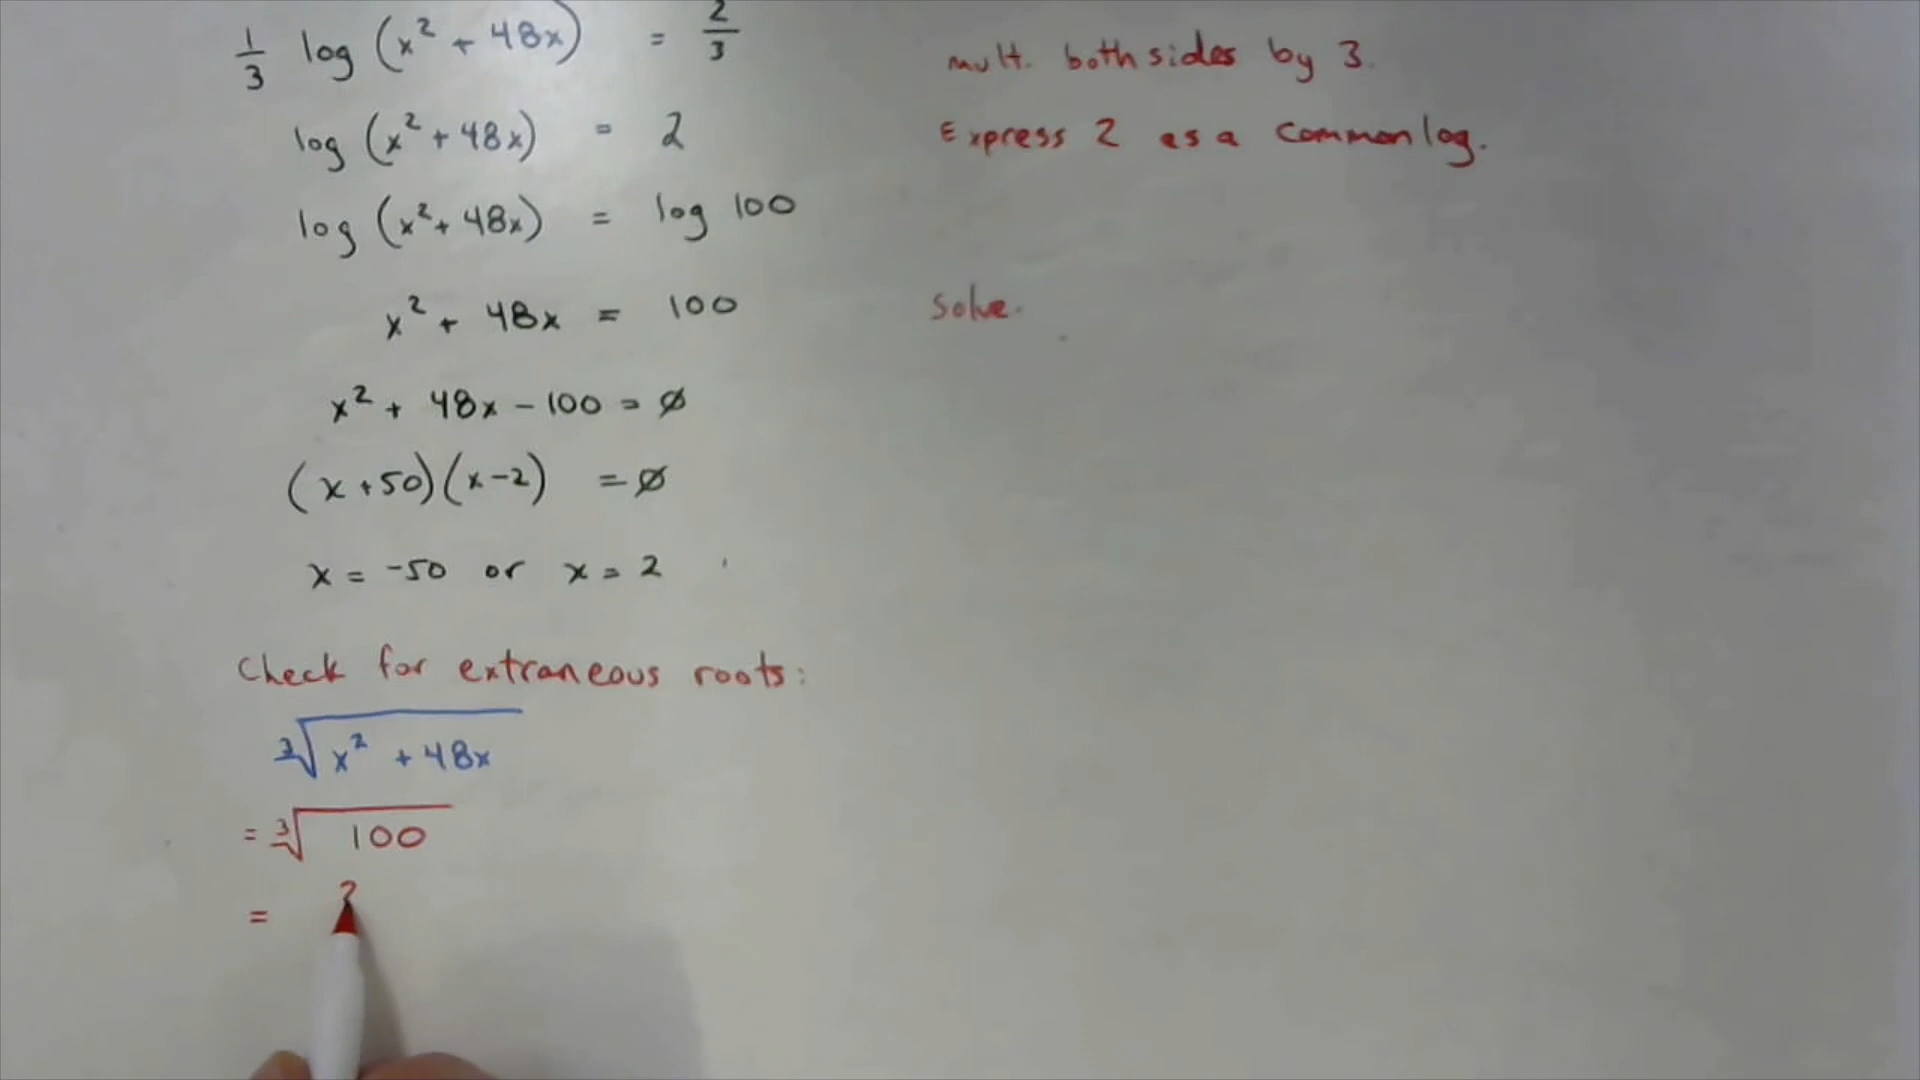 1/3 log (x² + 48x) = 2/3 mult. both sides by 3.
log (x² + 48x) = 2 Express 2 as a common log.
log (x² + 48x) = log 100
x² + 48x = 100 solve.
x² + 48x - 100 = ∅
(x + 50)(x - 2) = ∅
x = -50 or x = 2
Check for extraneous roots:
∛(x² + 48x)
= ∛100
=